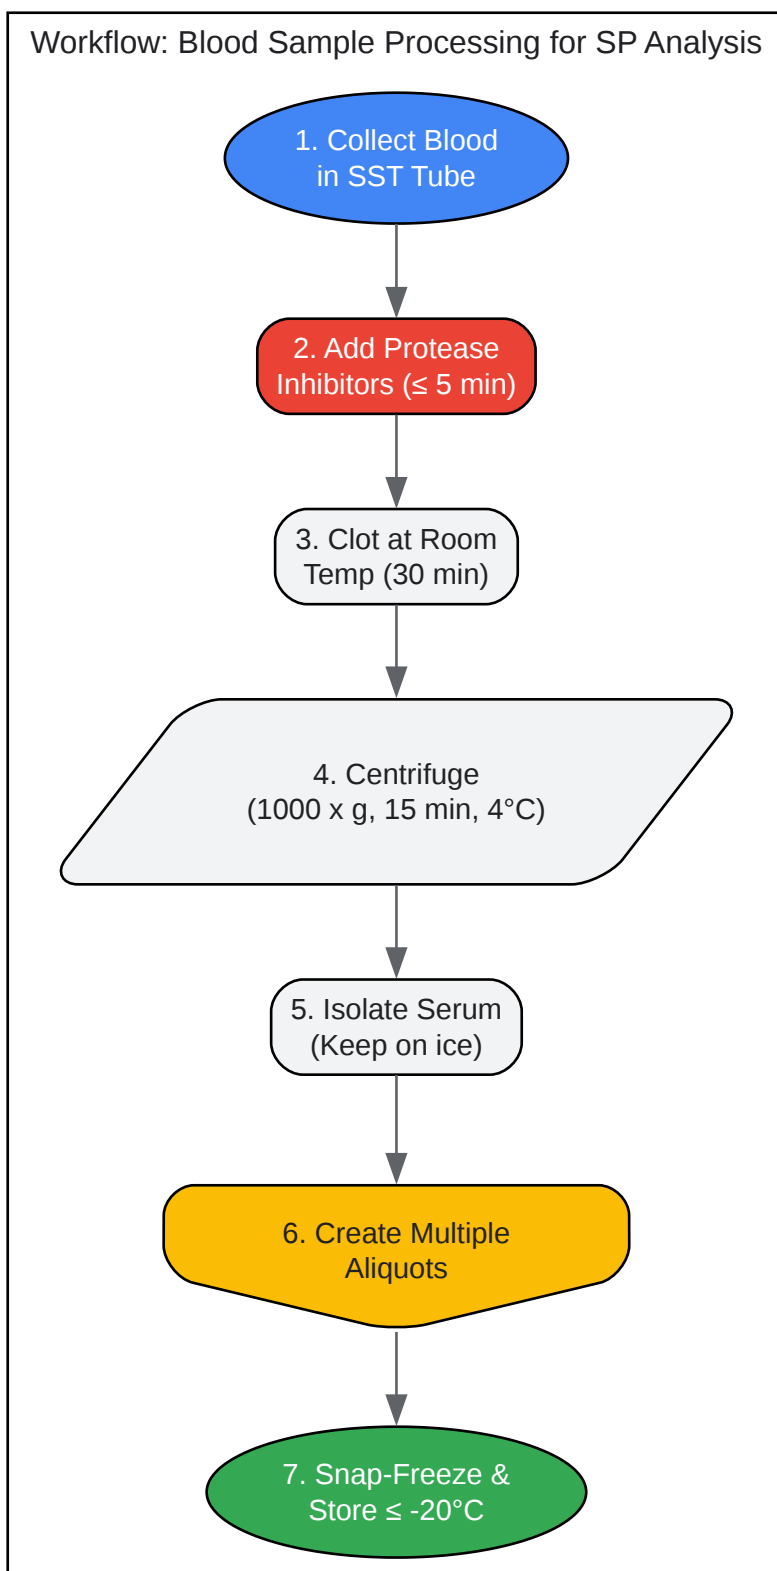 Workflow: Blood Sample Processing for SP Analysis
1. Collect Blood
in SST Tube
2. Add Protease
Inhibitors (≤ 5 min)
3. Clot at Room
Temp (30 min)
4. Centrifuge
(1000 x g, 15 min, 4°C)
5. Isolate Serum
(Keep on ice)
6. Create Multiple
Aliquots
7. Snap-Freeze &
Store ≤ -20°C